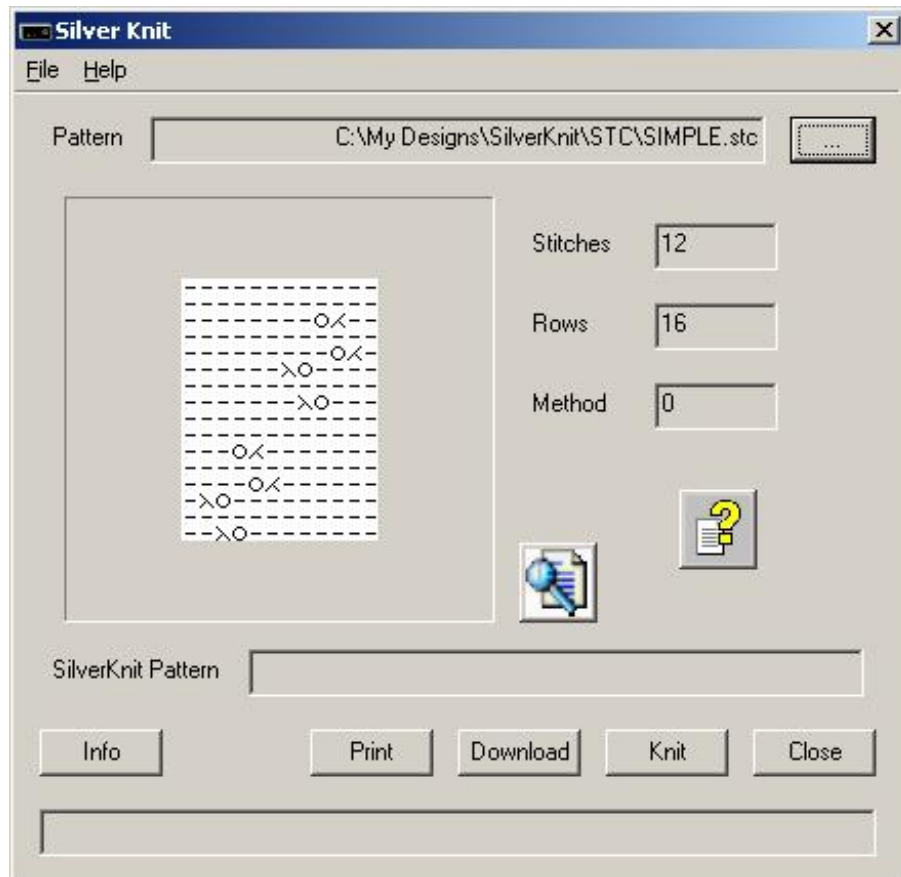 Silver Knit
File Help
Pattern C:\My Designs\SilverKnit\STC\SIMPLE.stc ...
Stitches 12
Rows 16
Method 0
SilverKnit Pattern
Info Print Download Knit Close